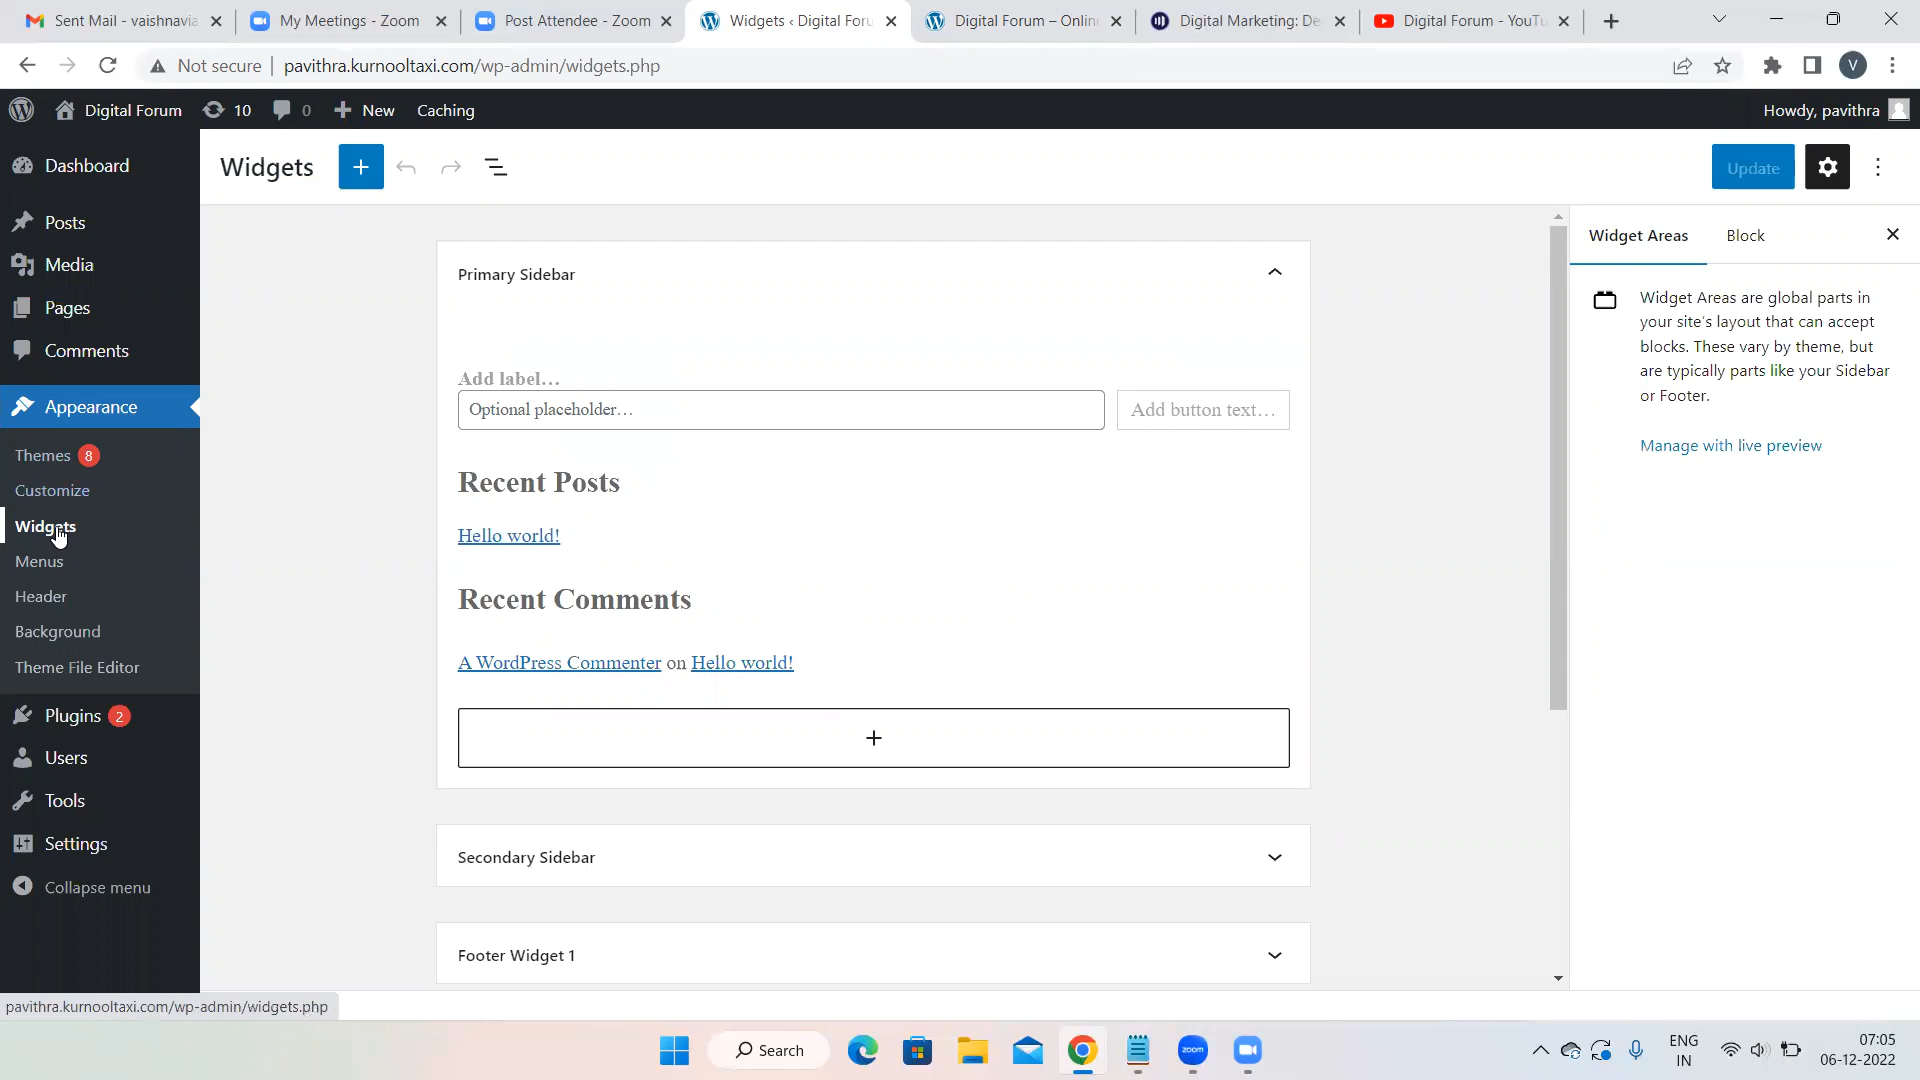 Sent Mail - vaishnavia
My Meetings - Zoom
Post Attendee - Zoom
Widgets ‹ Digital Foru
Digital Forum – Onlin
Digital Marketing: De
Digital Forum - YouTu
Not secure
pavithra.kurnooltaxi.com/wp-admin/widgets.php
V
Digital Forum
10
0
New
Caching
Howdy, pavithra
Dashboard
Posts
Media
Pages
Comments
Appearance
Themes 8
Customize
Widgets
Menus
Header
Background
Theme File Editor
Plugins 2
Users
Tools
Settings
Collapse menu
Widgets
Update
Primary Sidebar
Add label...
Optional placeholder...
Add button text...
Recent Posts
Hello world!
Recent Comments
A WordPress Commenter on Hello world!
Secondary Sidebar
Footer Widget 1
Widget Areas
Block
Widget Areas are global parts in
your site's layout that can accept
blocks. These vary by theme, but
are typically parts like your Sidebar
or Footer.
Manage with live preview
pavithra.kurnooltaxi.com/wp-admin/widgets.php
Search
zoom
ENG
IN
07:05
06-12-2022